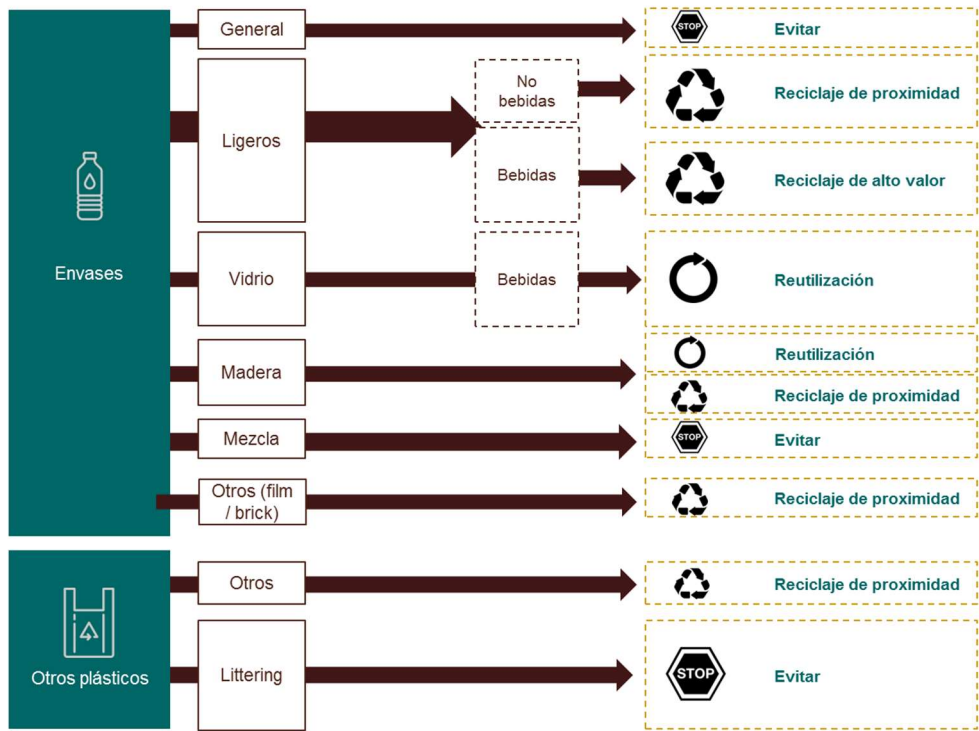 General
STOP
Evitar
No
bebidas
Reciclaje de proximidad
Ligeros
Bebidas
Reciclaje de alto valor
Envases
Vidrio
Bebidas
Reutilización
Reutilización
Madera
Reciclaje de proximidad
Mezcla
STOP
Evitar
Otros (film
/ brick)
Reciclaje de proximidad
Otros
Reciclaje de proximidad
Otros plásticos
Littering
STOP
Evitar